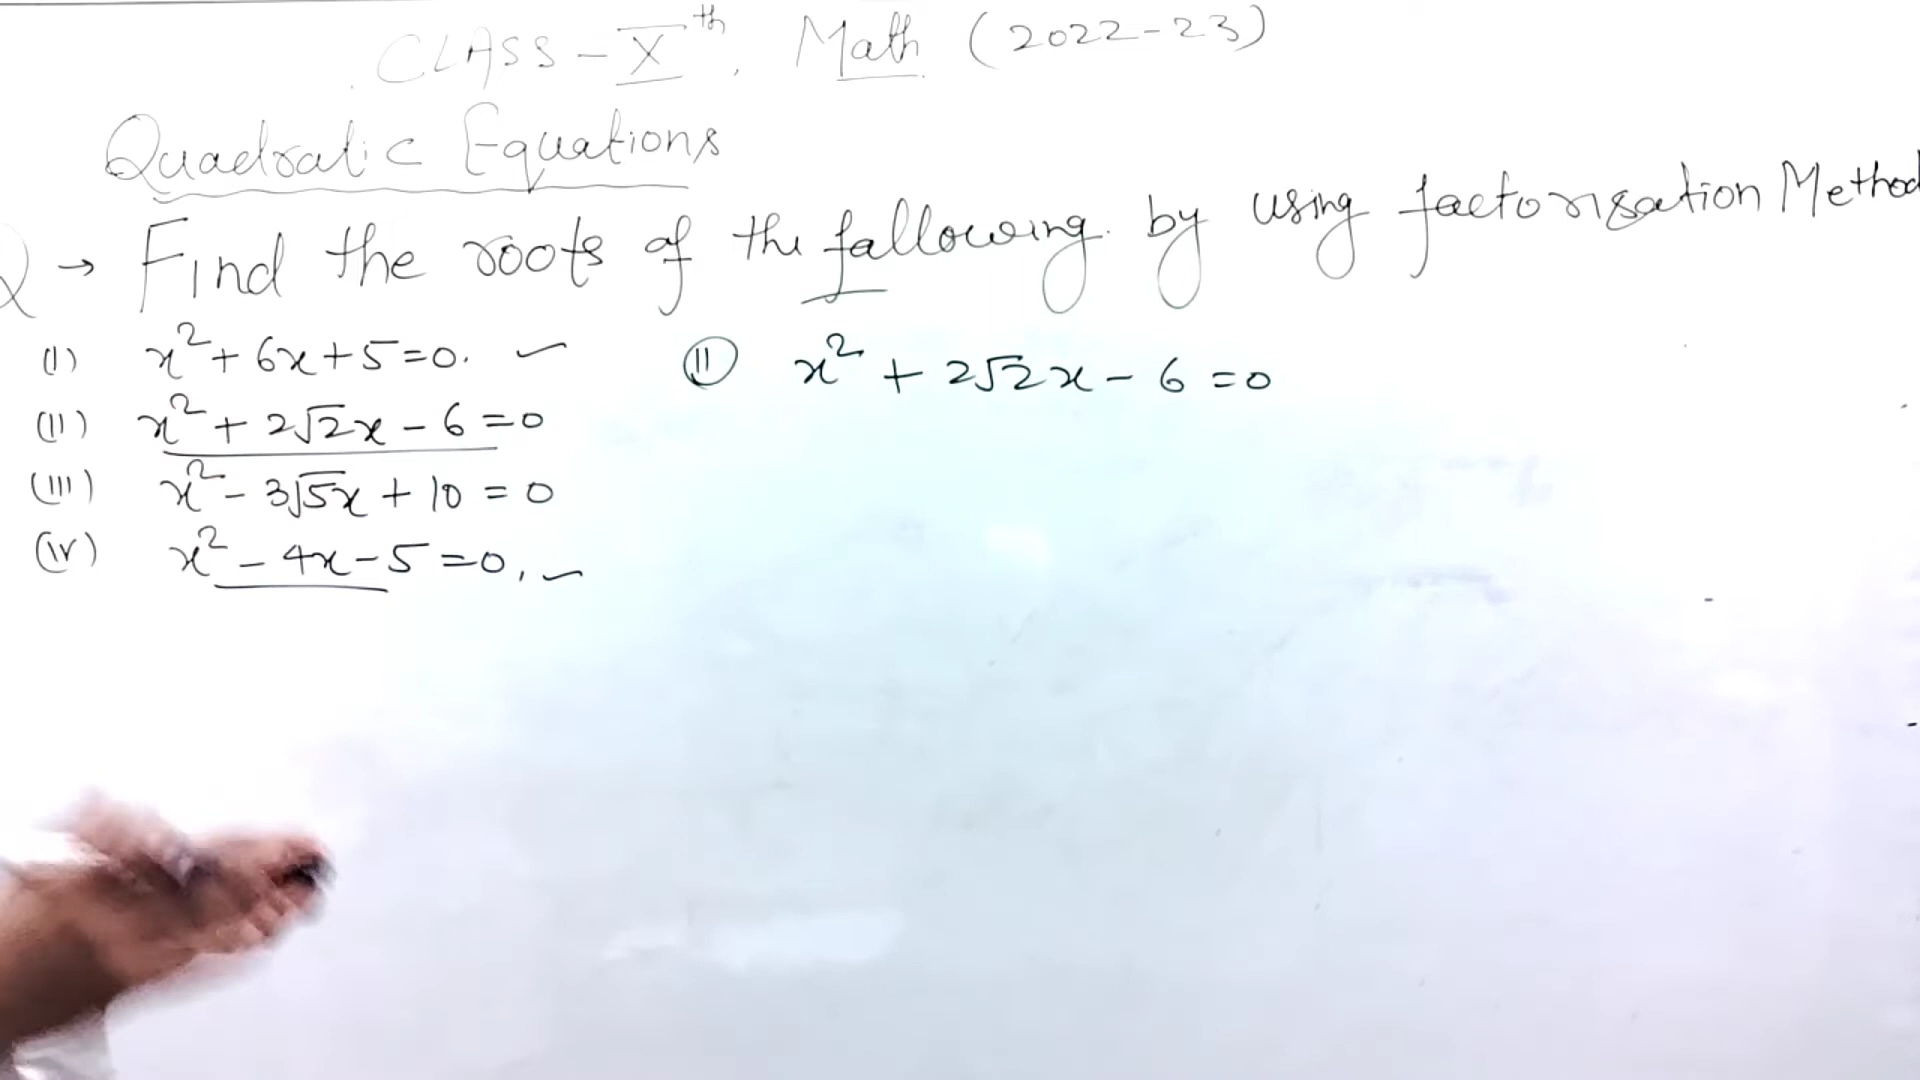 CLASS - Xth, Math (2022-23)
Quadratic Equations
Q → Find the roots of the fallowing by using factorisation Method
(I) x² + 6x + 5 = 0.
(II) x² + 2√2x - 6 = 0
(III) x² - 3√5x + 10 = 0
(iv) x² - 4x - 5 = 0,
(II) x² + 2√2x - 6 = 0